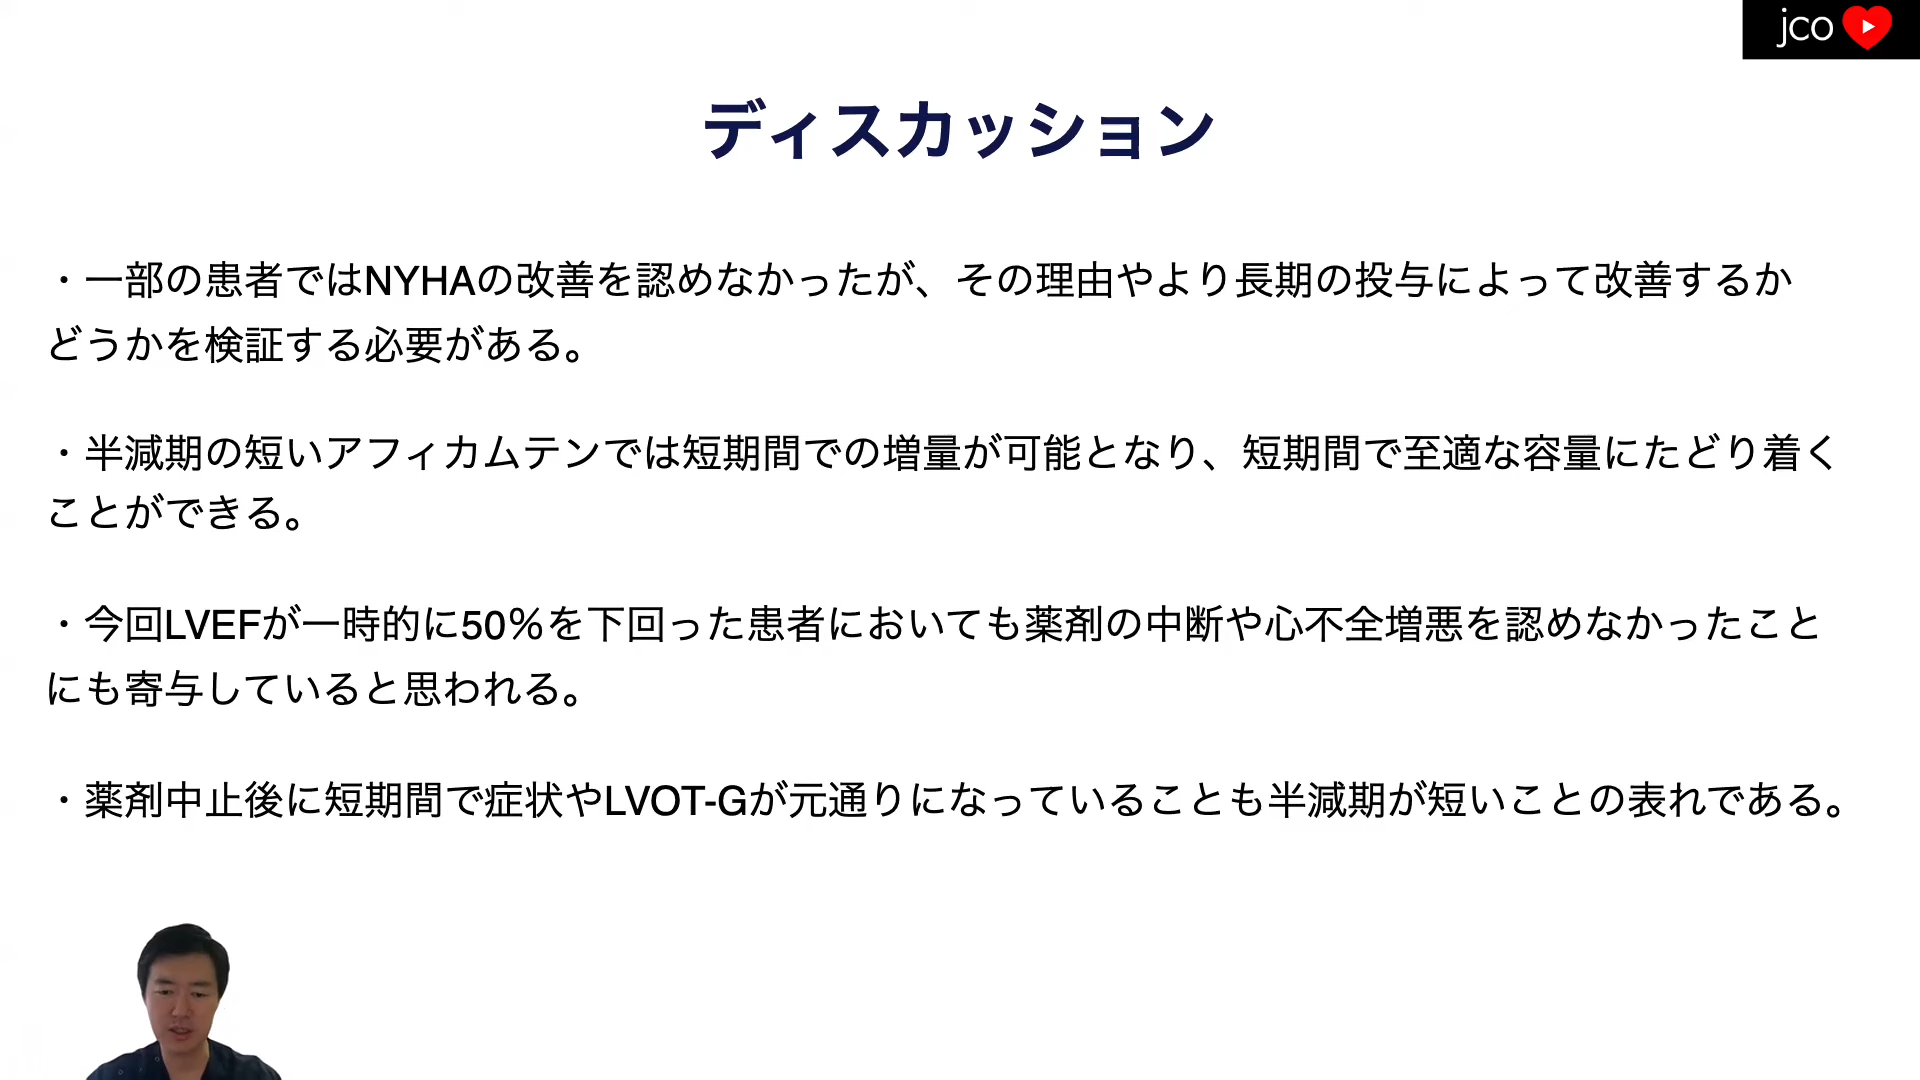 jco
ディスカッション
・一部の患者ではNYHAの改善を認めなかったが、その理由やより長期の投与によって改善するか
どうかを検証する必要がある。
・半減期の短いアフィカムテンでは短期間での増量が可能となり、短期間で至適な容量にたどり着く
ことができる。
・今回LVEFが一時的に50%を下回った患者においても薬剤の中断や心不全増悪を認めなかったこと
にも寄与していると思われる。
・薬剤中止後に短期間で症状やLVOT-Gが元通りになっていることも半減期が短いことの表れである。